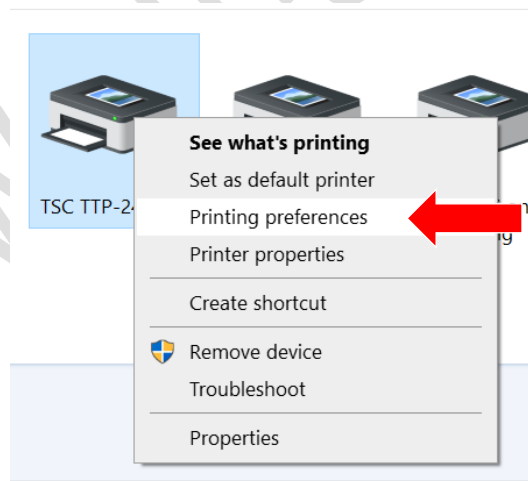 See what's printing
Set as default printer
TSC TTP-2
Printing preferences
Printer properties
Create shortcut
Remove device
Troubleshoot
Properties